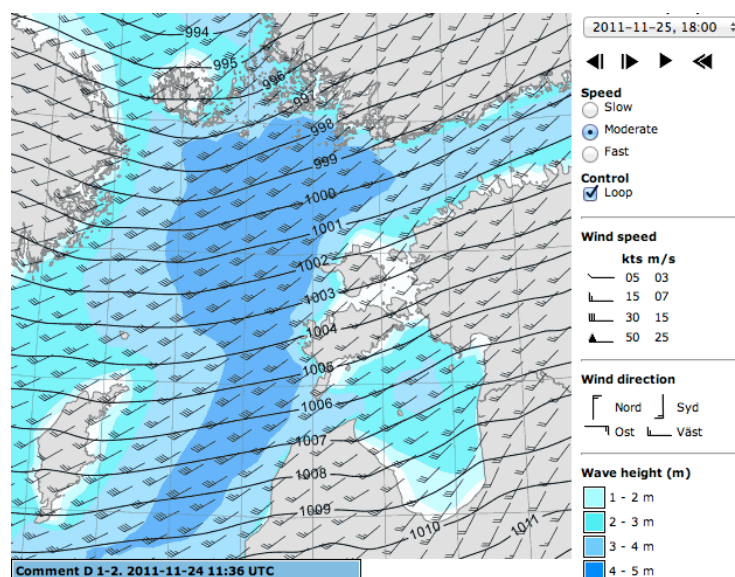 2011-11-25, 18:00
Speed
Slow
Moderate
Fast
Control
Loop
Wind speed
kts m/s
05 03
15 07
30 15
50 25
Wind direction
Nord Syd
Ost Väst
Wave height (m)
1 - 2 m
2 - 3 m
3 - 4 m
4 - 5 m
994
995
996
997
998
999
1000
1001
1002
1003
1004
1005
1006
1007
1008
1009
1010
1011
Comment D 1-2. 2011-11-24 11:36 UTC